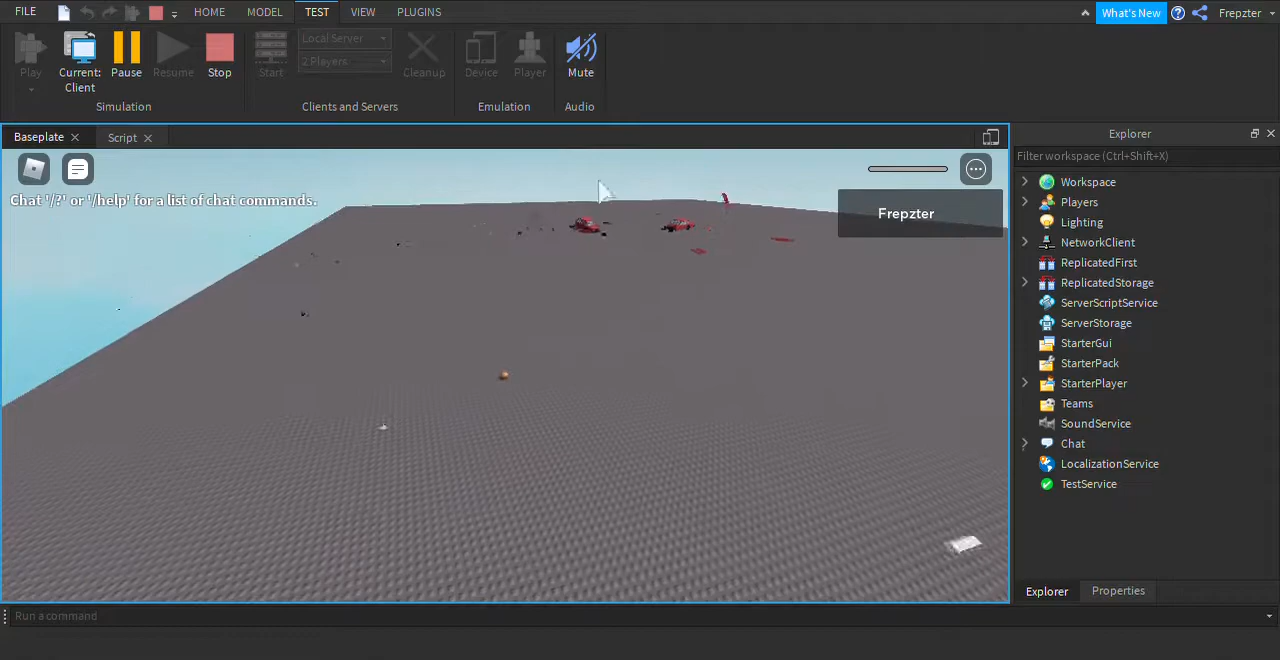 FILE HOME MODEL TEST VIEW PLUGINS What's New Frepzter
Play Current: Client Pause Resume Stop Start Local Server 2 Players Cleanup Device Player Mute
Simulation Clients and Servers Emulation Audio
Baseplate Script
Chat '/?' or '/help' for a list of chat commands.
Frepzter
Explorer
Filter workspace (Ctrl+Shift+X)
Workspace
Players
Lighting
NetworkClient
ReplicatedFirst
ReplicatedStorage
ServerScriptService
ServerStorage
StarterGui
StarterPack
StarterPlayer
Teams
SoundService
Chat
LocalizationService
TestService
Explorer Properties
Run a command